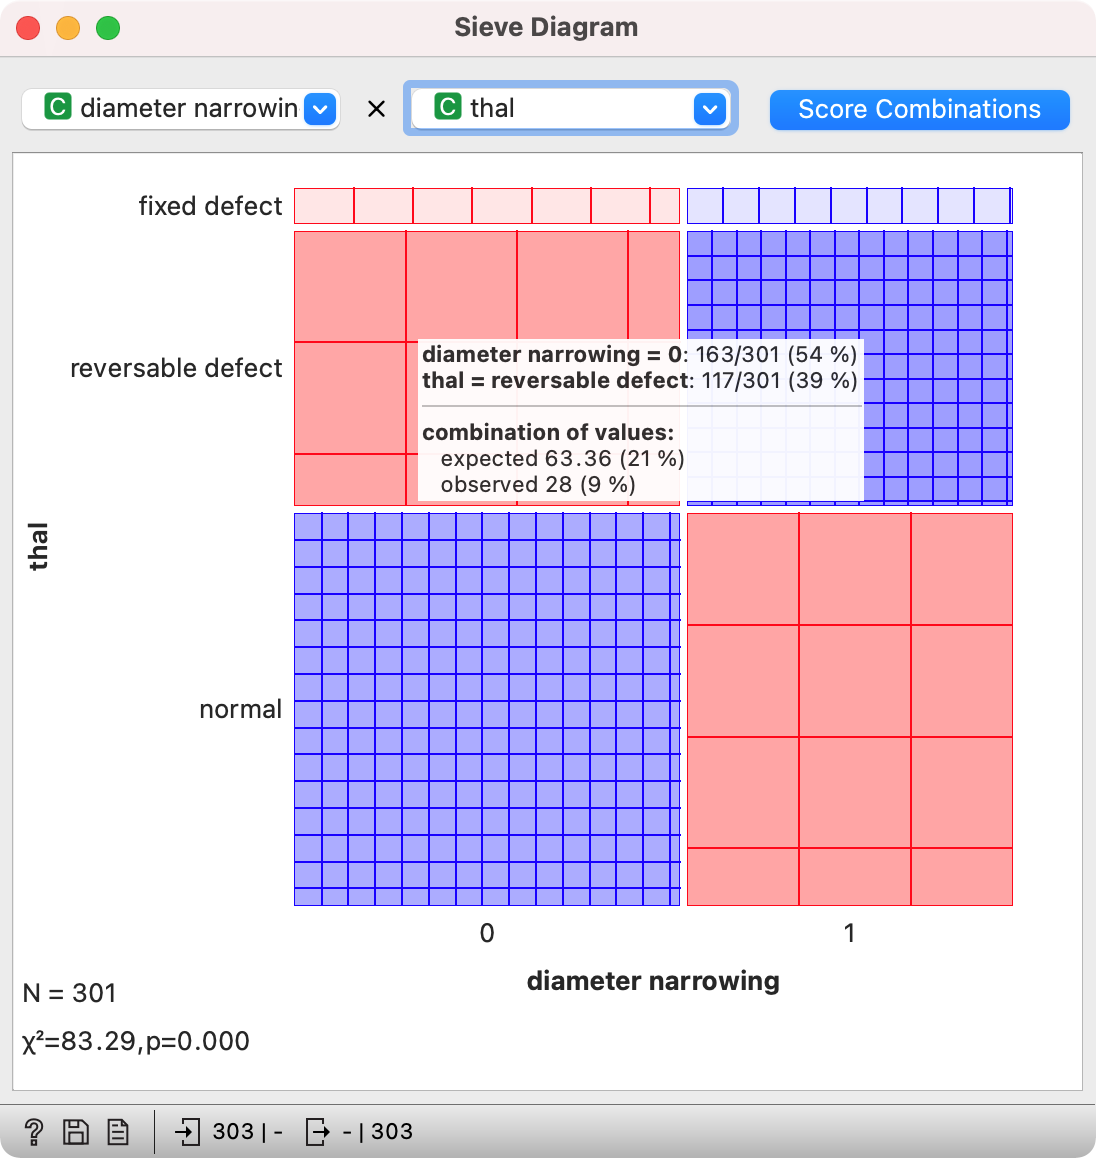 Sieve Diagram
C diameter narrowin × C thal Score Combinations
fixed defect
reversable defect
diameter narrowing = 0: 163/301 (54 %)
thal = reversable defect: 117/301 (39 %)
combination of values:
expected 63.36 (21 %)
observed 28 (9 %)
thal
normal
0 1
diameter narrowing
N = 301
χ²=83.29,p=0.000
? 303 | - - | 303